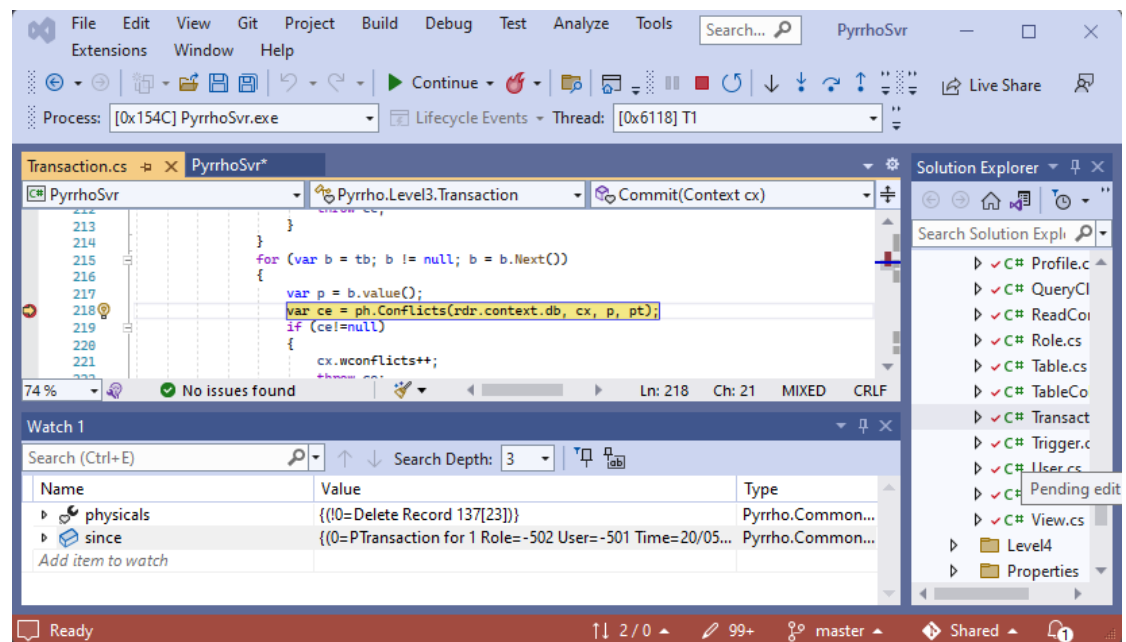 File Edit View Git Project Build Debug Test Analyze Tools Search... PyrrhoSvr
Extensions Window Help
Continue Live Share
Process: [0x154C] PyrrhoSvr.exe Lifecycle Events Thread: [0x6118] T1
Transaction.cs PyrrhoSvr* Solution Explorer
C# PyrrhoSvr Pyrrho.Level3.Transaction Commit(Context cx)
Search Solution Expl
213 }
214 }
215 for (var b = tb; b != null; b = b.Next())
216 {
217 var p = b.value();
218 var ce = ph.Conflicts(rdr.context.db, cx, p, pt);
219 if (ce!=null)
220 {
221 cx.wconflicts++;
74 % No issues found Ln: 218 Ch: 21 MIXED CRLF
C# Profile.c
C# QueryCl
C# ReadCon
C# Role.cs
C# Table.cs
C# TableCo
C# Transact
C# Trigger.c
C# User.cs
Pending edit
C# View.cs
Level4
Properties
Watch 1
Search (Ctrl+E) Search Depth: 3
Name Value Type
physicals {(!0=Delete Record 137[23])} Pyrrho.Common...
since {(0=PTransaction for 1 Role=-502 User=-501 Time=20/05... Pyrrho.Common...
Add item to watch
Ready 2 / 0 99+ master Shared 1